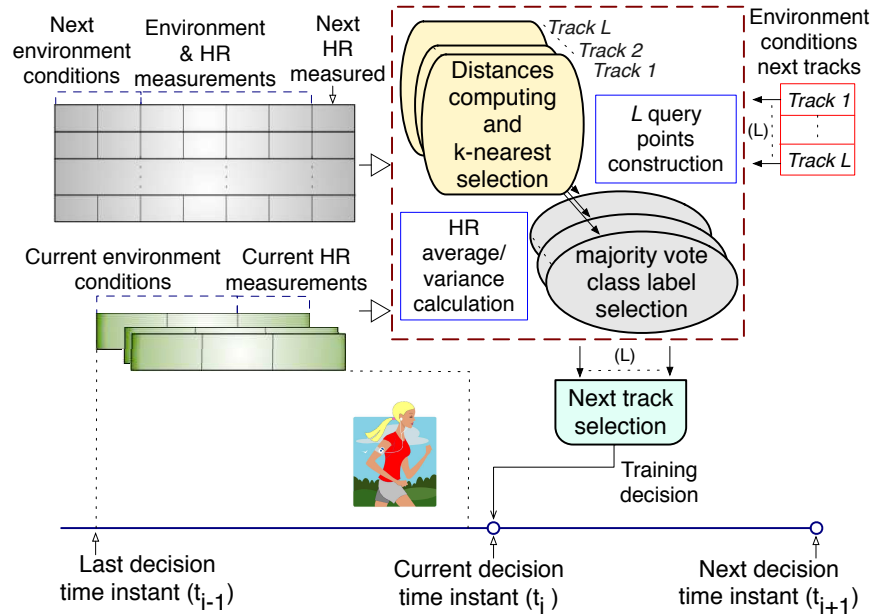 Next
environment
conditions
Environment
& HR
measurements
Next
HR
measured
Track L
Track 2
Track 1
Distances
computing
and
k-nearest
selection
L query
points
construction
Environment
conditions
next tracks
Track 1
(L)
Track L
Current environment
conditions
Current HR
measurements
HR
average/
variance
calculation
majority vote
class label
selection
(L)
Next track
selection
Training
decision
Last decision
time instant (t i-1)
Current decision
time instant (t i )
Next decision
time instant (t i+1)